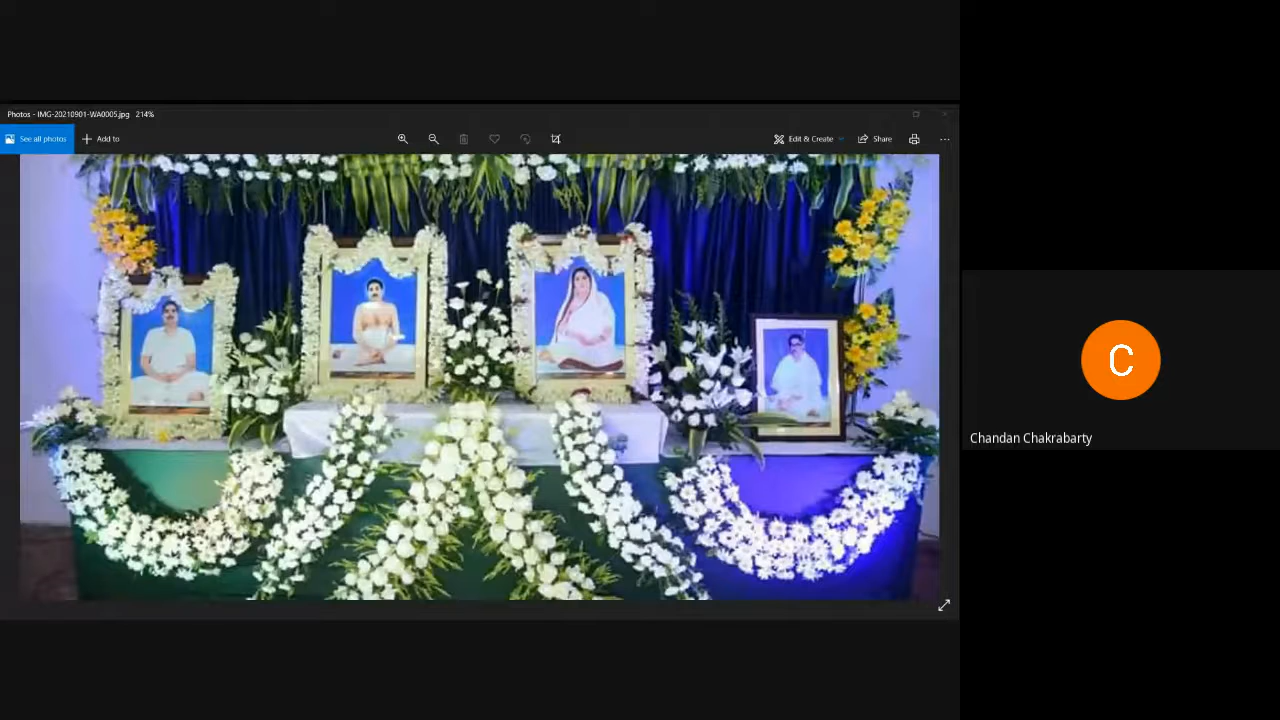 Photos - IMG-20210901-WA0005.jpg 214%
See all photos
Add to
Edit & Create
Share
C
Chandan Chakrabarty